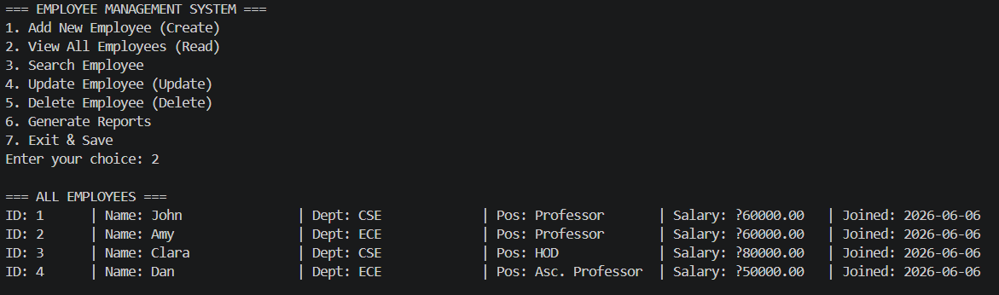 === EMPLOYEE MANAGEMENT SYSTEM ===
1. Add New Employee (Create)
2. View All Employees (Read)
3. Search Employee
4. Update Employee (Update)
5. Delete Employee (Delete)
6. Generate Reports
7. Exit & Save
Enter your choice: 2
=== ALL EMPLOYEES ===
ID: 1      | Name: John               | Dept: CSE             | Pos: Professor       | Salary: ?60000.00   | Joined: 2026-06-06
ID: 2      | Name: Amy                | Dept: ECE             | Pos: Professor       | Salary: ?60000.00   | Joined: 2026-06-06
ID: 3      | Name: Clara              | Dept: CSE             | Pos: HOD             | Salary: ?80000.00   | Joined: 2026-06-06
ID: 4      | Name: Dan                | Dept: ECE             | Pos: Asc. Professor  | Salary: ?50000.00   | Joined: 2026-06-06